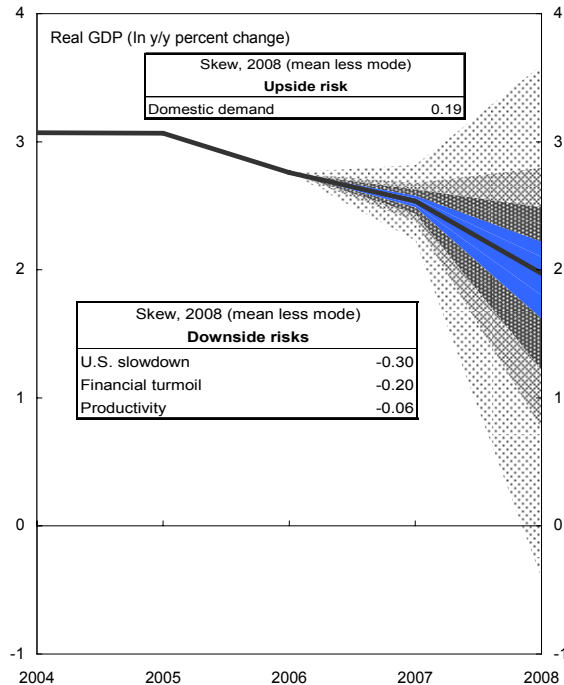 Real GDP (In y/y percent change)
Skew, 2008 (mean less mode)
Upside risk
Domestic demand 0.19
Skew, 2008 (mean less mode)
Downside risks
U.S. slowdown -0.30
Financial turmoil -0.20
Productivity -0.06
4 4
3 3
2 2
1 1
0 0
-1 -1
2004 2005 2006 2007 2008